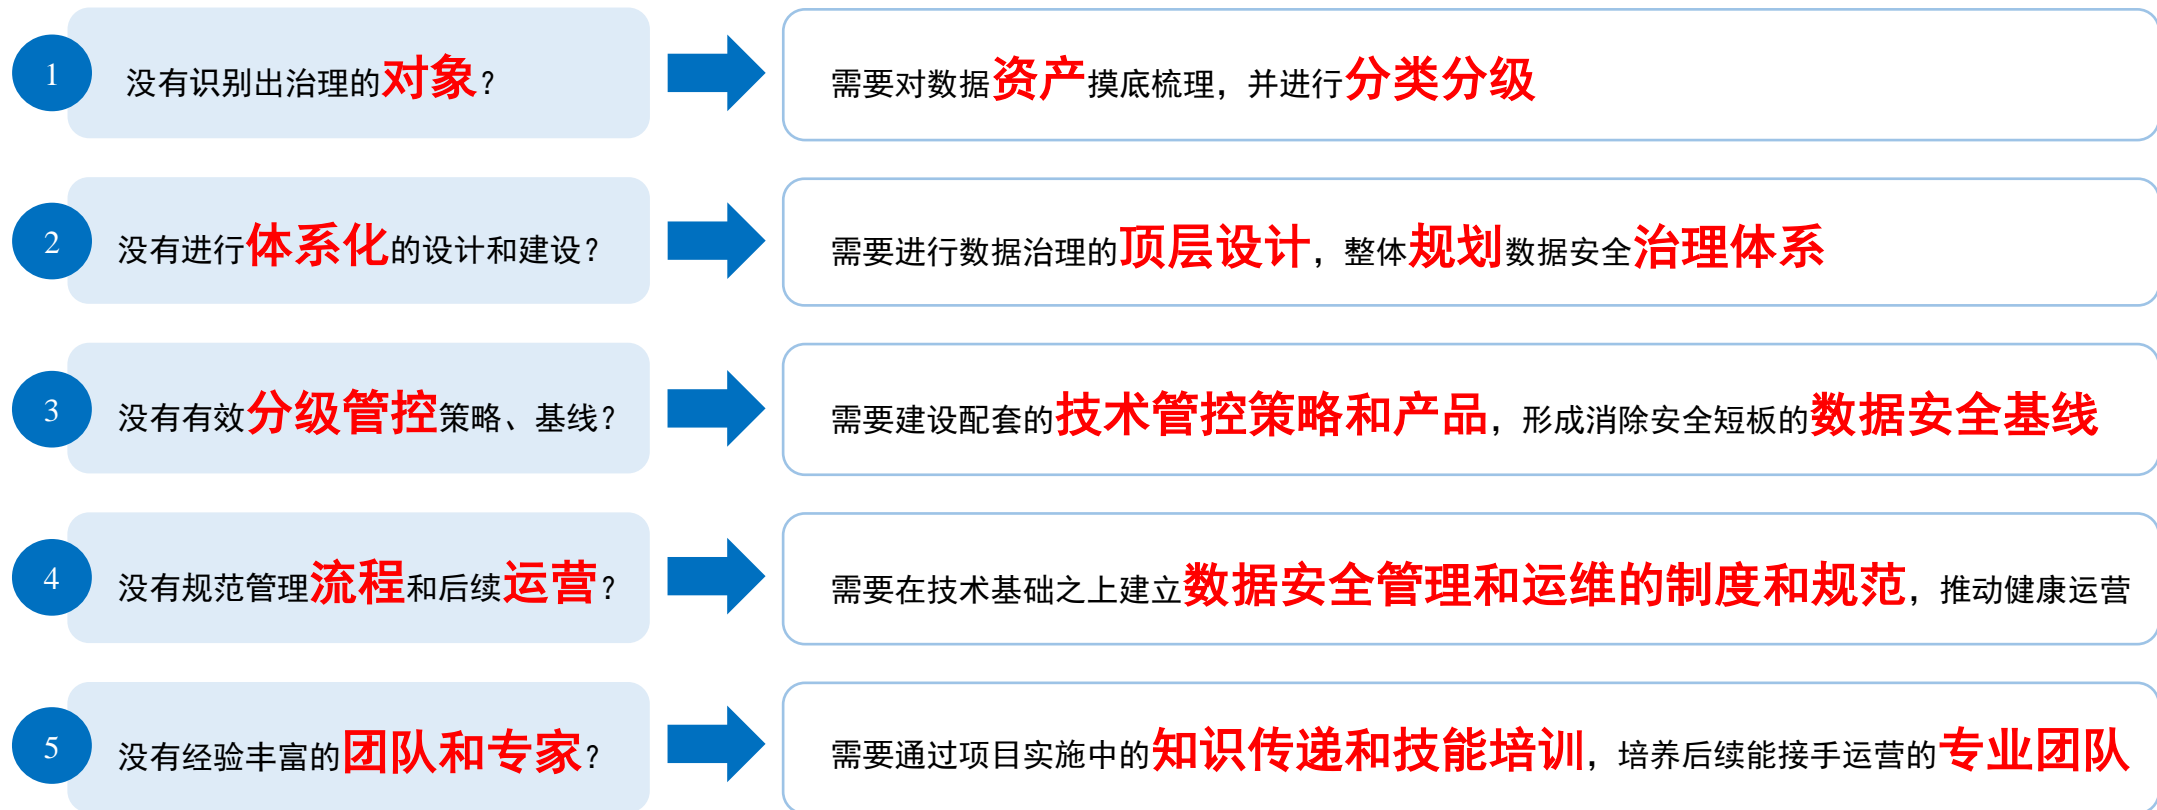 1
没有识别出治理的对象？
需要对数据资产摸底梳理，并进行分类分级
2
没有进行体系化的设计和建设？
需要进行数据治理的顶层设计，整体规划数据安全治理体系
3
没有有效分级管控策略、基线？
需要建设配套的技术管控策略和产品，形成消除安全短板的数据安全基线
4
没有规范管理流程和后续运营？
需要在技术基础之上建立数据安全管理和运维的制度和规范，推动健康运营
5
没有经验丰富的团队和专家？
需要通过项目实施中的知识传递和技能培训，培养后续能接手运营的专业团队